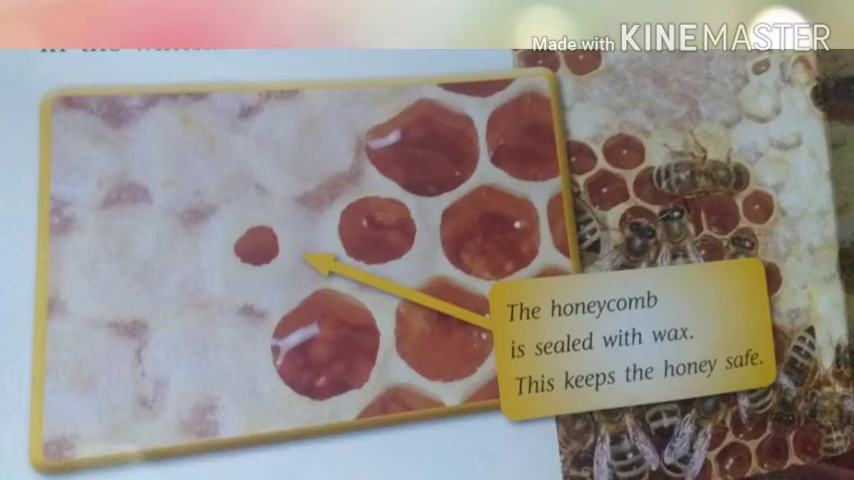 Made with KINEMASTER
The honeycomb
is sealed with wax.
This keeps the honey safe.